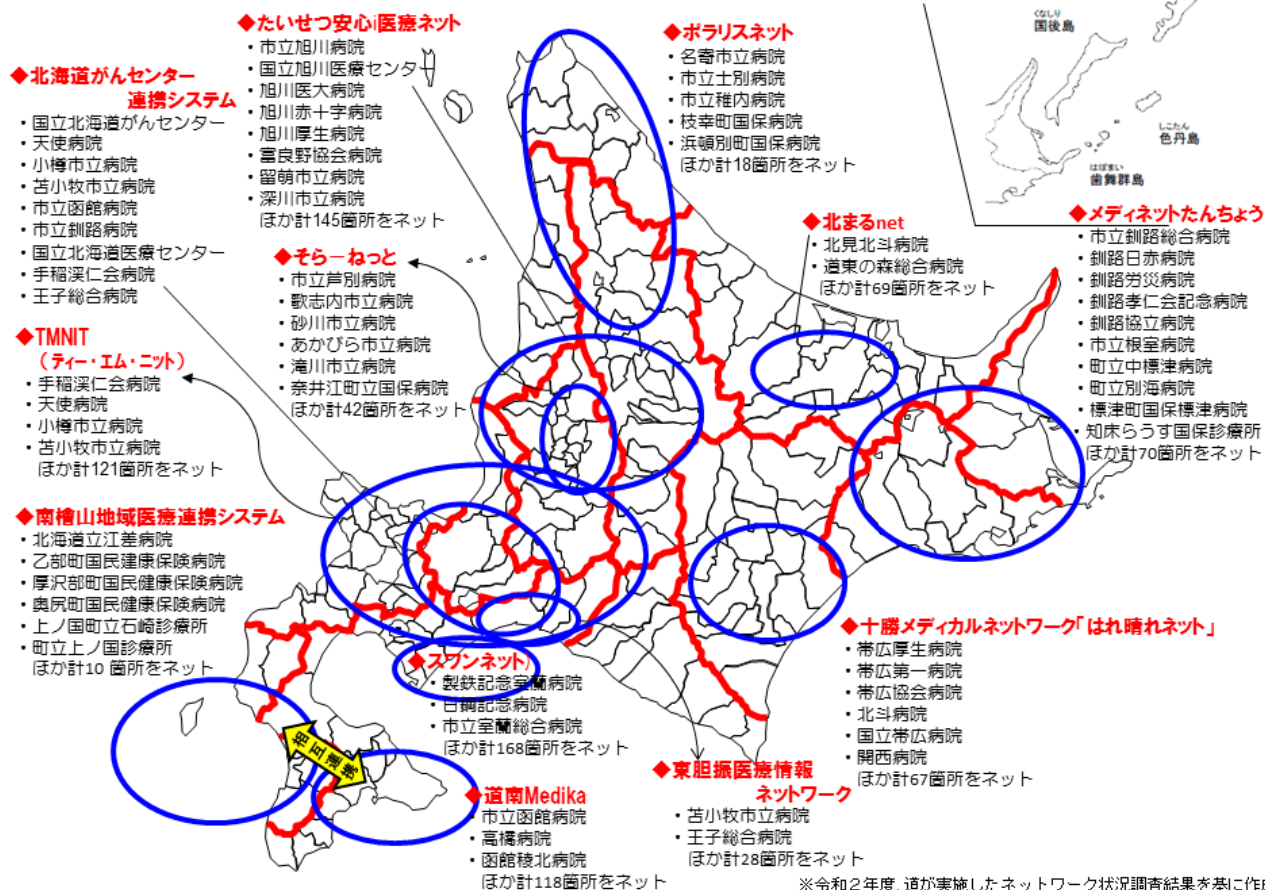 ◆たいせつ安心i医療ネット
・市立旭川病院
・国立旭川医療センター
・旭川医大病院
・旭川赤十字病院
・旭川厚生病院
・富良野協会病院
・留萌市立病院
・深川市立病院
ほか計145箇所をネット
◆ポラリスネット
・名寄市立病院
・市立士別病院
・市立稚内病院
・枝幸町国保病院
・浜頓別町国保病院
ほか計18箇所をネット
くなしり
国後島
しこたん
色丹島
はぼまい
歯舞群島
◆北海道がんセンター
連携システム
・国立北海道がんセンター
・天使病院
・小樽市立病院
・苫小牧市立病院
・市立函館病院
・市立釧路病院
・国立北海道医療センター
・手稲渓仁会病院
・王子総合病院
◆そらーねっと
・市立芦別病院
・歌志内市立病院
・砂川市立病院
・あかびら市立病院
・滝川市立病院
・奈井江町立国保病院
ほか計42箇所をネット
◆北まるnet
・北見北斗病院
・道東の森総合病院
ほか計69箇所をネット
◆メディネットたんちょう
・市立釧路総合病院
・釧路日赤病院
・釧路労災病院
・釧路孝仁会記念病院
・釧路協立病院
・市立根室病院
・町立中標津病院
・町立別海病院
・標津町国保標津病院
・知床らうす国保診療所
ほか計70箇所をネット
◆TMNIT
(ティー・エム・ニット)
・手稲渓仁会病院
・天使病院
・小樽市立病院
・苫小牧市立病院
ほか計121箇所をネット
◆南檜山地域医療連携システム
・北海道立江差病院
・乙部町国民健康保険病院
・厚沢部町国民健康保険病院
・奥尻町国民健康保険病院
・上ノ国町立石崎診療所
・町立上ノ国診療所
ほか計10 箇所をネット
◆スワンネット)
・製鉄記念室蘭病院
・日鋼記念病院
・市立室蘭総合病院
ほか計168箇所をネット
◆十勝メディカルネットワーク「はれ晴れネット」
・帯広厚生病院
・帯広第一病院
・帯広協会病院
・北斗病院
・国立帯広病院
・開西病院
ほか計67箇所をネット
相互連携
◆道南Medika
・市立函館病院
・高橋病院
・函館稜北病院
ほか計118箇所をネット
◆東胆振医療情報
ネットワーク
・苫小牧市立病院
・王子総合病院
ほか計28箇所をネット
※令和2年度、道が実施したネットワーク状況調査結果を基に作